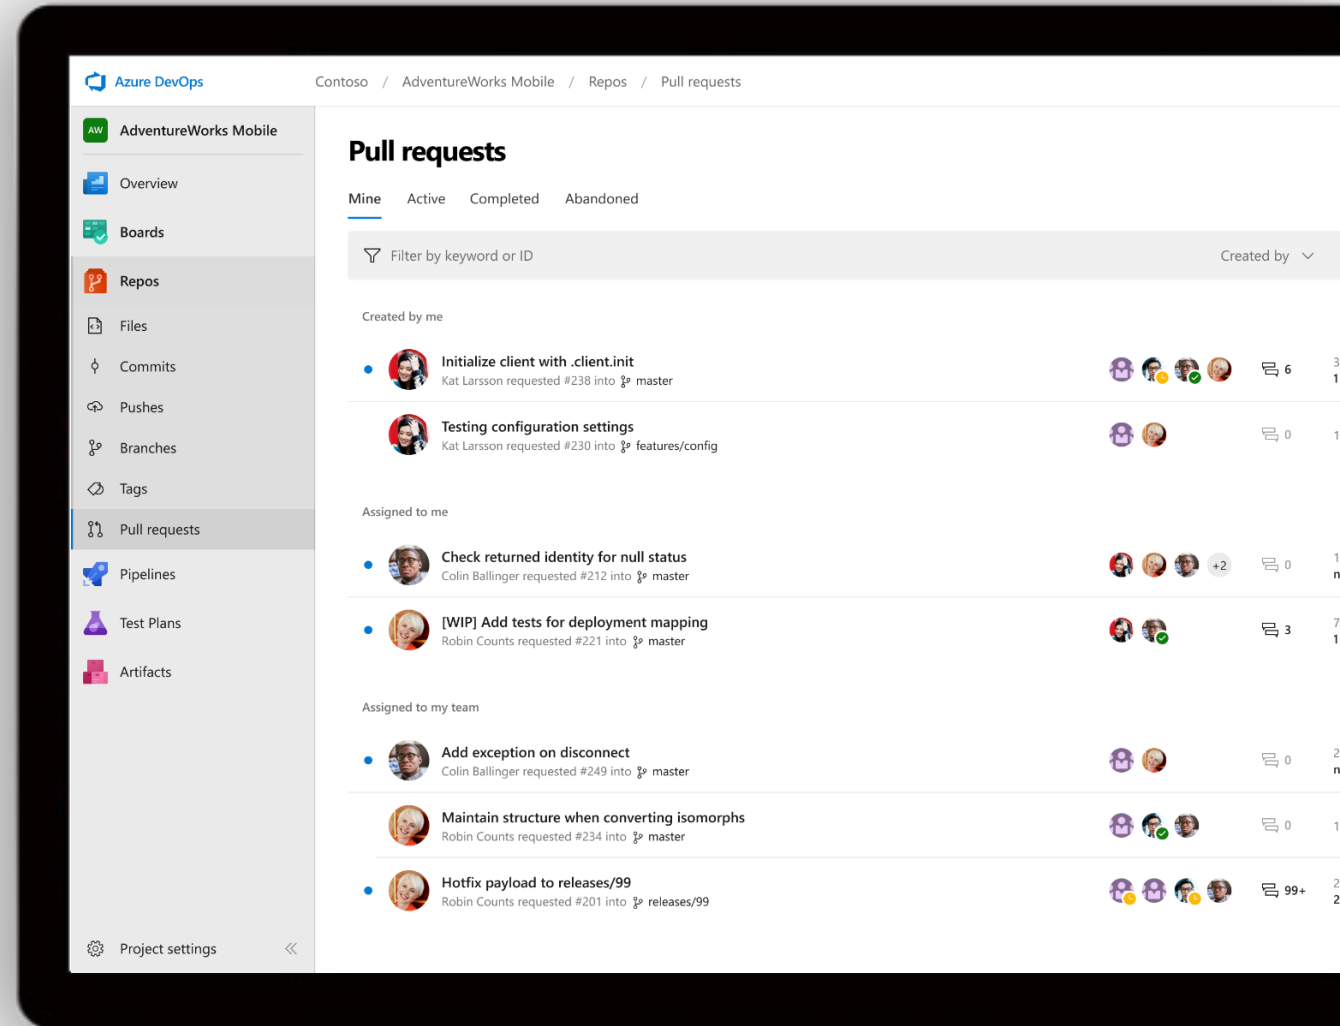 Azure DevOps
Contoso / AdventureWorks Mobile / Repos / Pull requests
AW AdventureWorks Mobile
Overview
Boards
Repos
Files
Commits
Pushes
Branches
Tags
Pull requests
Pipelines
Test Plans
Artifacts
Project settings
Pull requests
Mine Active Completed Abandoned
Filter by keyword or ID Created by
Created by me
Initialize client with .client.init
Kat Larsson requested #238 into master
6
Testing configuration settings
Kat Larsson requested #230 into features/config
0
Assigned to me
Check returned identity for null status
Colin Ballinger requested #212 into master
+2 0
[WIP] Add tests for deployment mapping
Robin Counts requested #221 into master
3
Assigned to my team
Add exception on disconnect
Colin Ballinger requested #249 into master
0
Maintain structure when converting isomorphs
Robin Counts requested #234 into master
0
Hotfix payload to releases/99
Robin Counts requested #201 into releases/99
99+